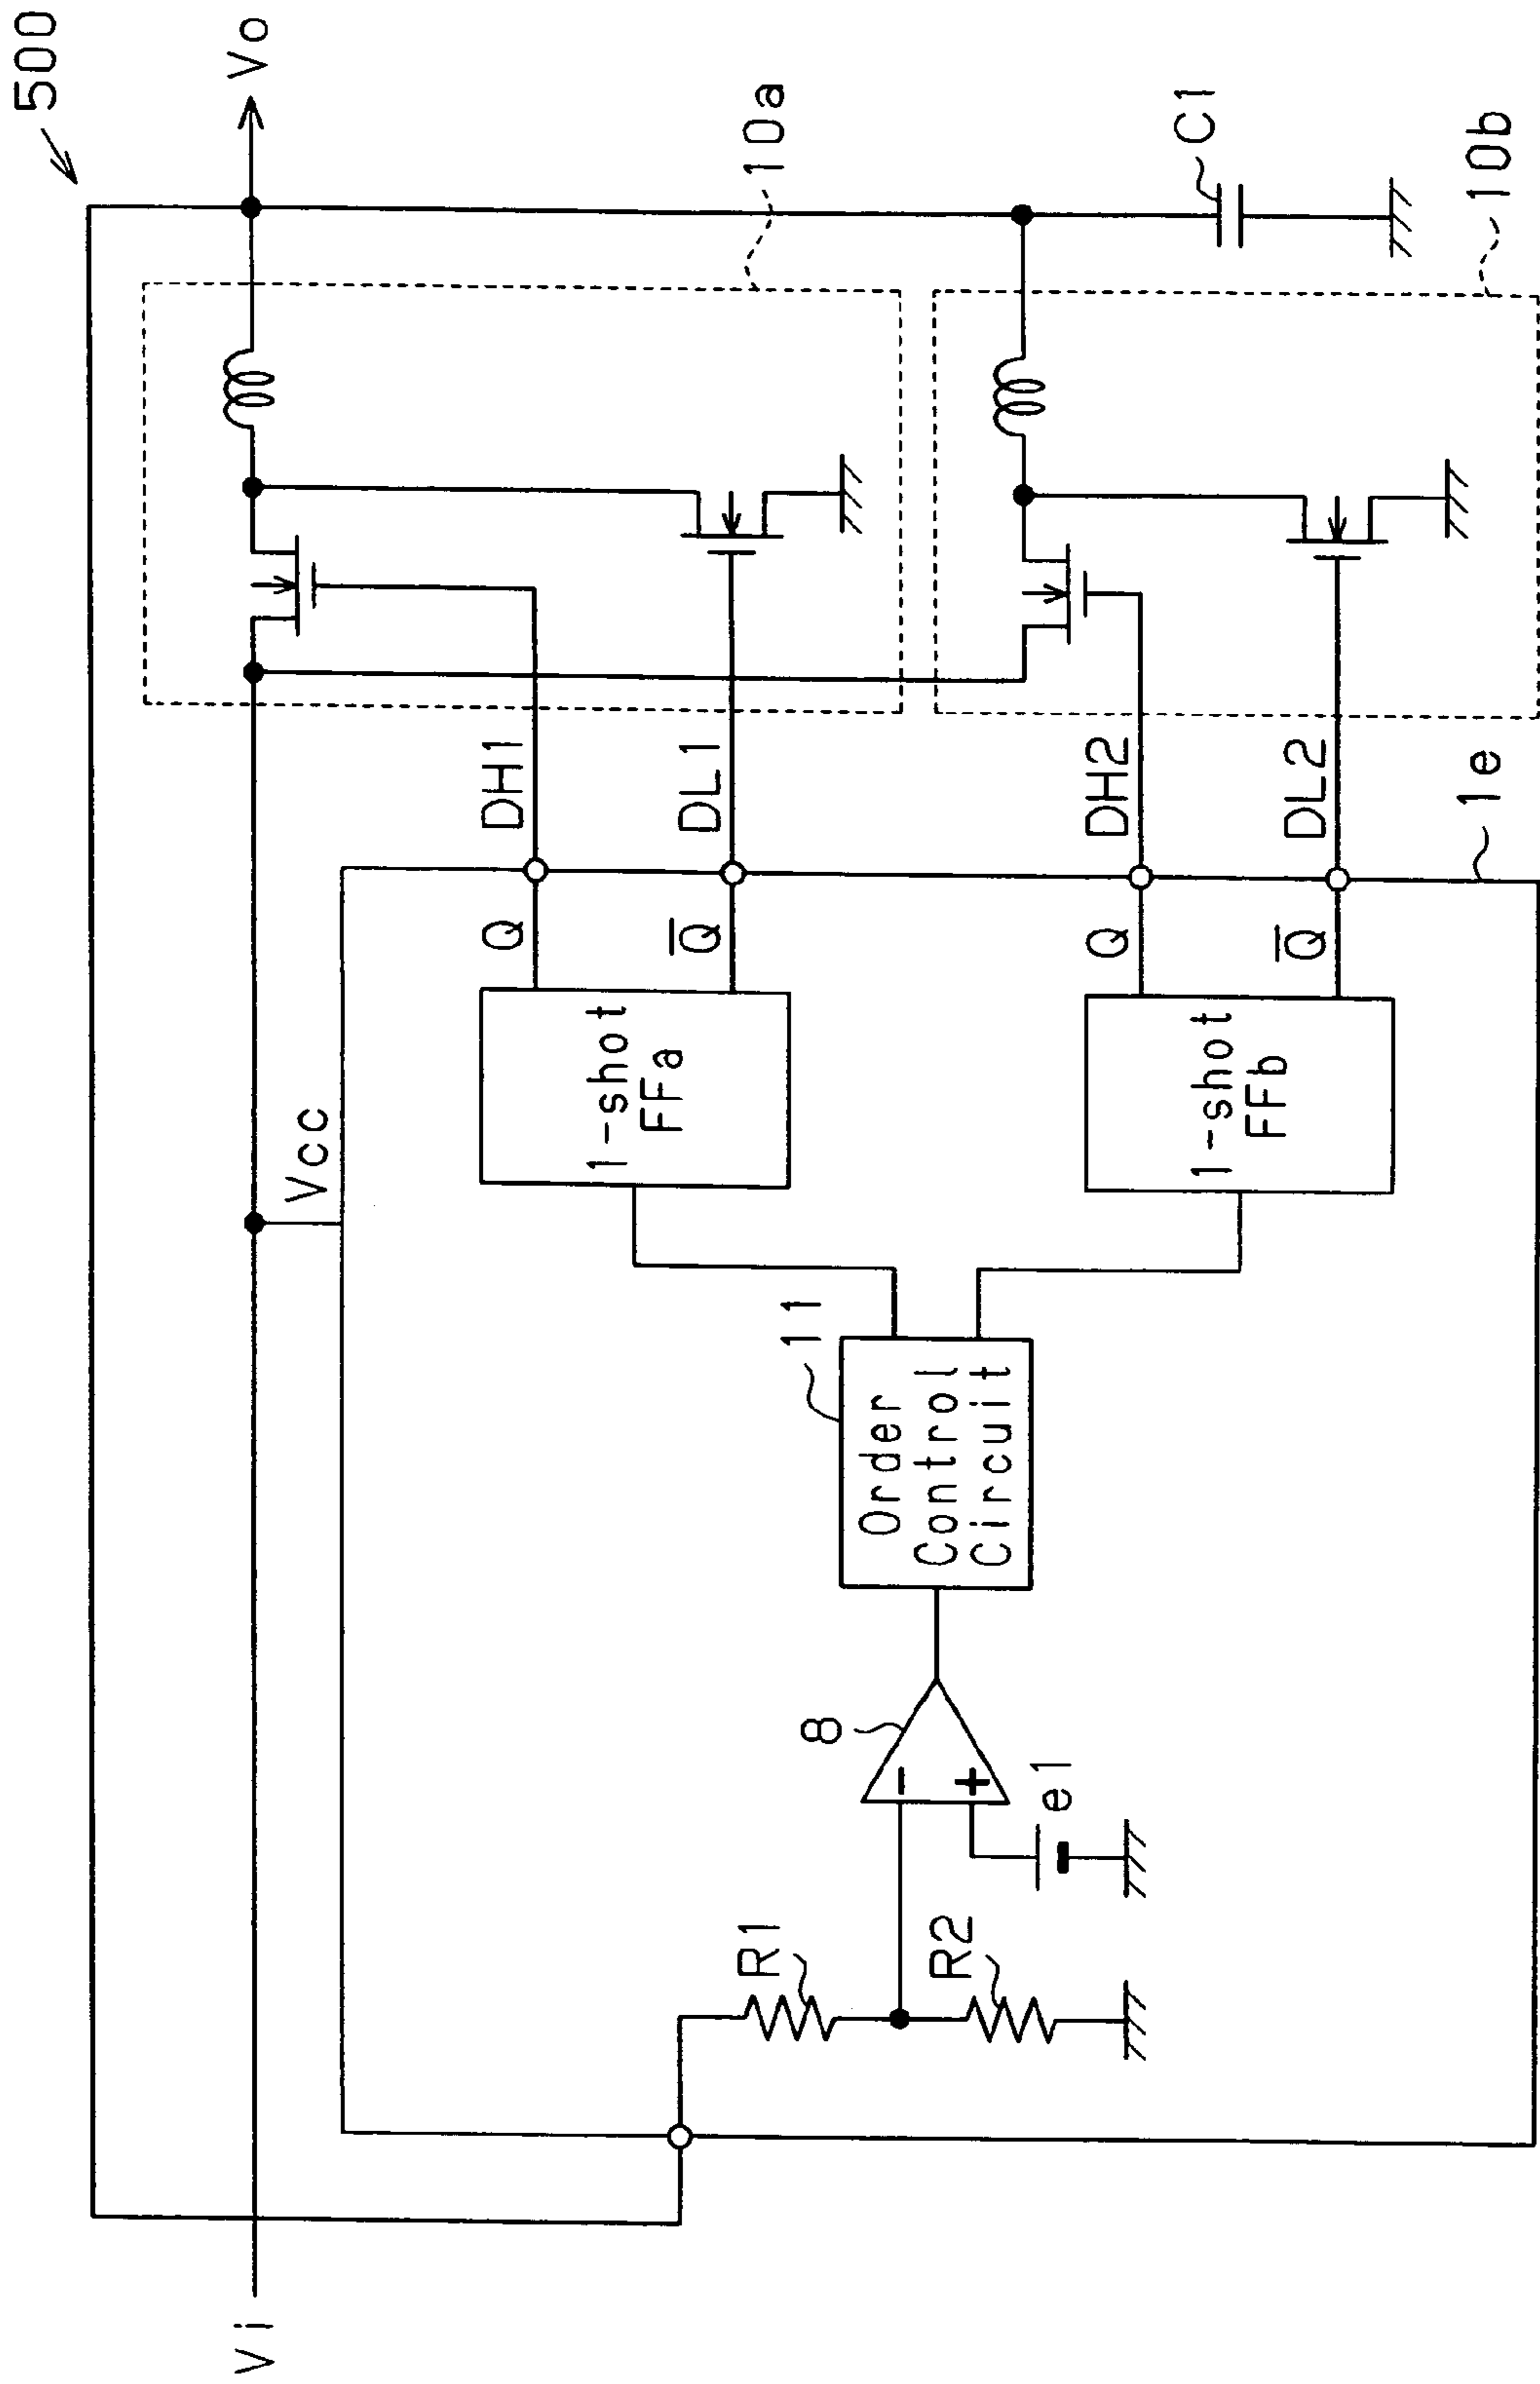 500
Vi
Vo
Vcc
10a
DH1
Q
1-shot
FFa
DL1
Q̅
R1
8
11
Order
Control
Circuit
R2
e1
DH2
Q
1-shot
FFb
C1
DL2
Q̅
10b
1e